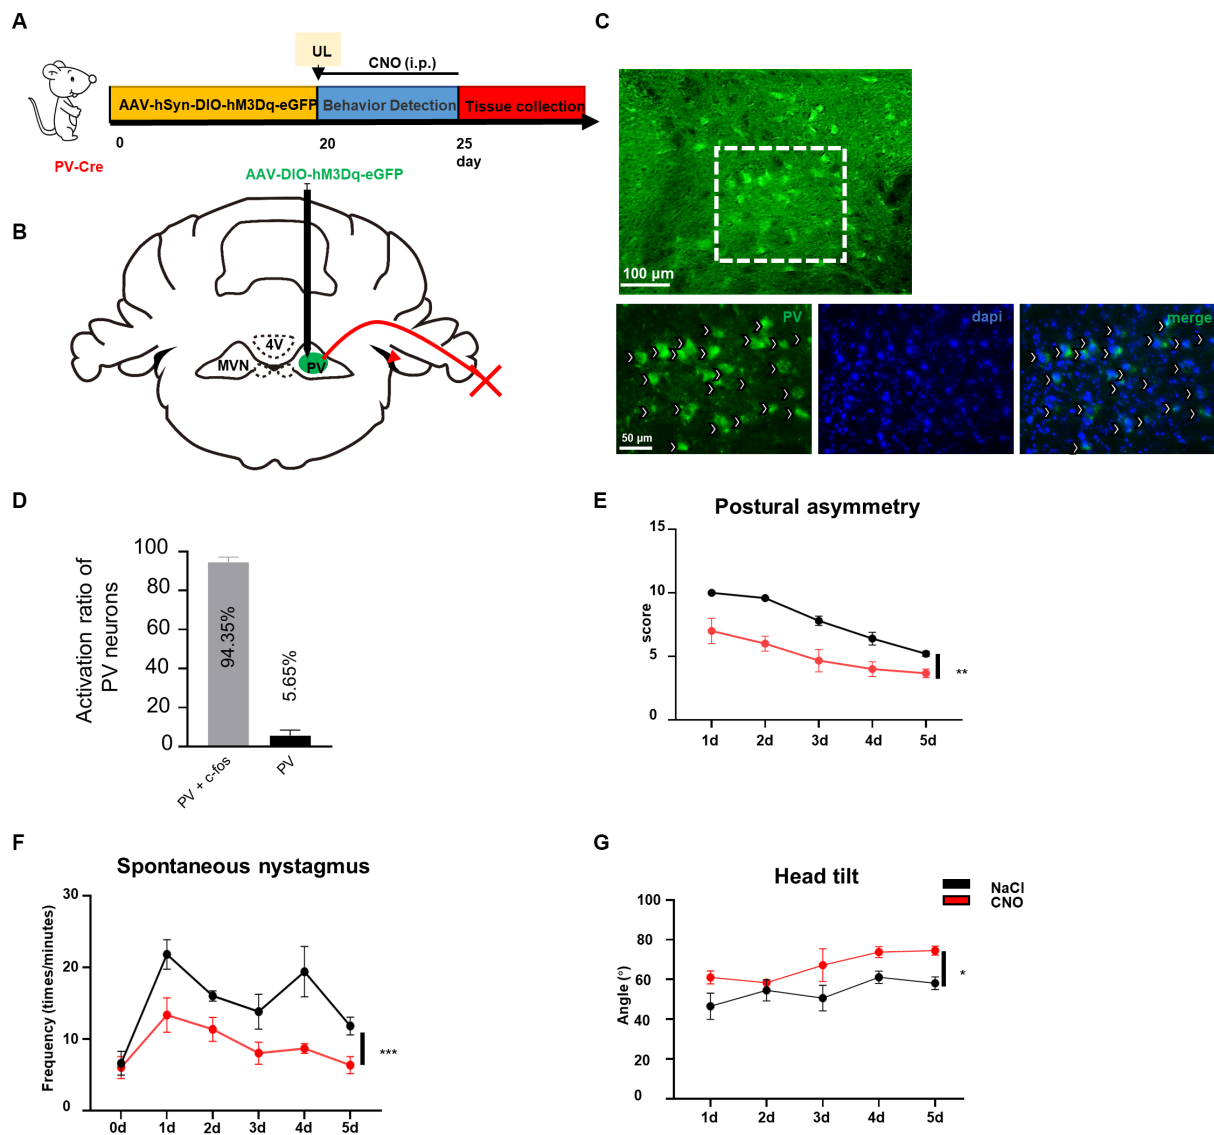 A
UL
CNO (i.p.)
AAV-hSyn-DIO-hM3Dq-eGFP
Behavior Detection
Tissue collection
0
20
25
day
PV-Cre
B
AAV-DIO-hM3Dq-eGFP
4V
MVN
PV
C
100 µm
PV
dapi
merge
50 µm
D
Activation ratio of
PV neurons
100
80
60
40
20
0
94.35%
5.65%
PV + c-fos
PV
E
Postural asymmetry
score
15
10
5
0
1d
2d
3d
4d
5d
**
F
Spontaneous nystagmus
Frequency (times/minutes)
30
20
10
0
0d
1d
2d
3d
4d
5d
***
G
Head tilt
NaCl
CNO
Angle (°)
100
80
60
40
20
0
1d
2d
3d
4d
5d
*